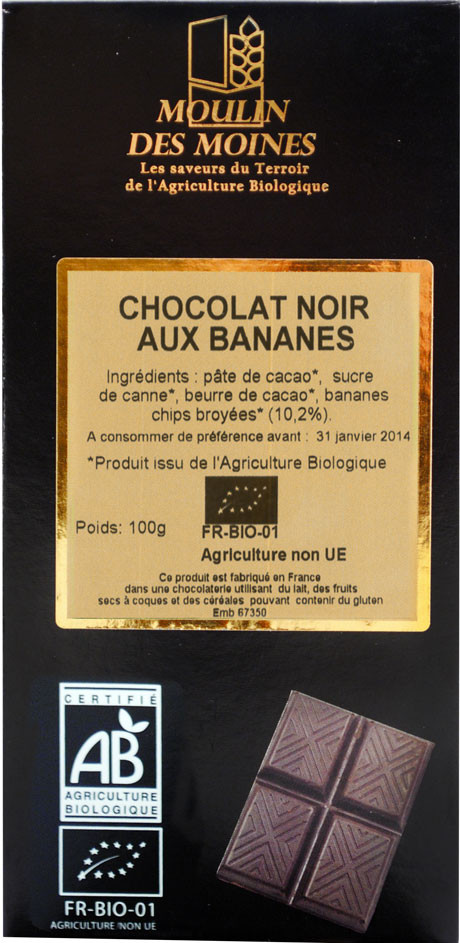 MOULIN
DES MOINES
Les saveurs du Terroir
de l'Agriculture Biologique
CHOCOLAT NOIR
AUX BANANES
Ingrédients : pâte de cacao*, sucre
de canne*, beurre de cacao*, bananes
chips broyées* (10,2%).
A consommer de préférence avant : 31 janvier 2014
*Produit issu de l'Agriculture Biologique
Poids: 100g
FR-BIO-01
Agriculture non UE
Ce produit est fabriqué en France
dans une chocolaterie utilisant du lait, des fruits
secs à coques et des céréales pouvant contenir du gluten
Emb 67350
CERTIFIÉ
AB
AGRICULTURE
BIOLOGIQUE
FR-BIO-01
AGRICULTURE NON UE